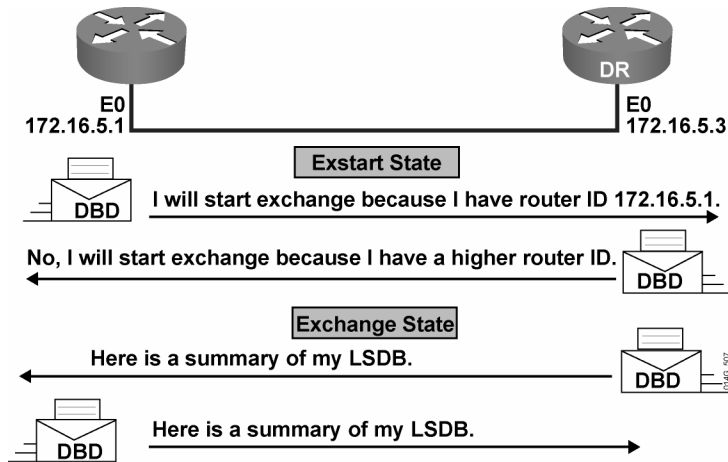 DR
E0
172.16.5.1
E0
172.16.5.3
Exstart State
DBD
I will start exchange because I have router ID 172.16.5.1.
No, I will start exchange because I have a higher router ID.
DBD
Exchange State
Here is a summary of my LSDB.
DBD
014G_507
Here is a summary of my LSDB.
DBD